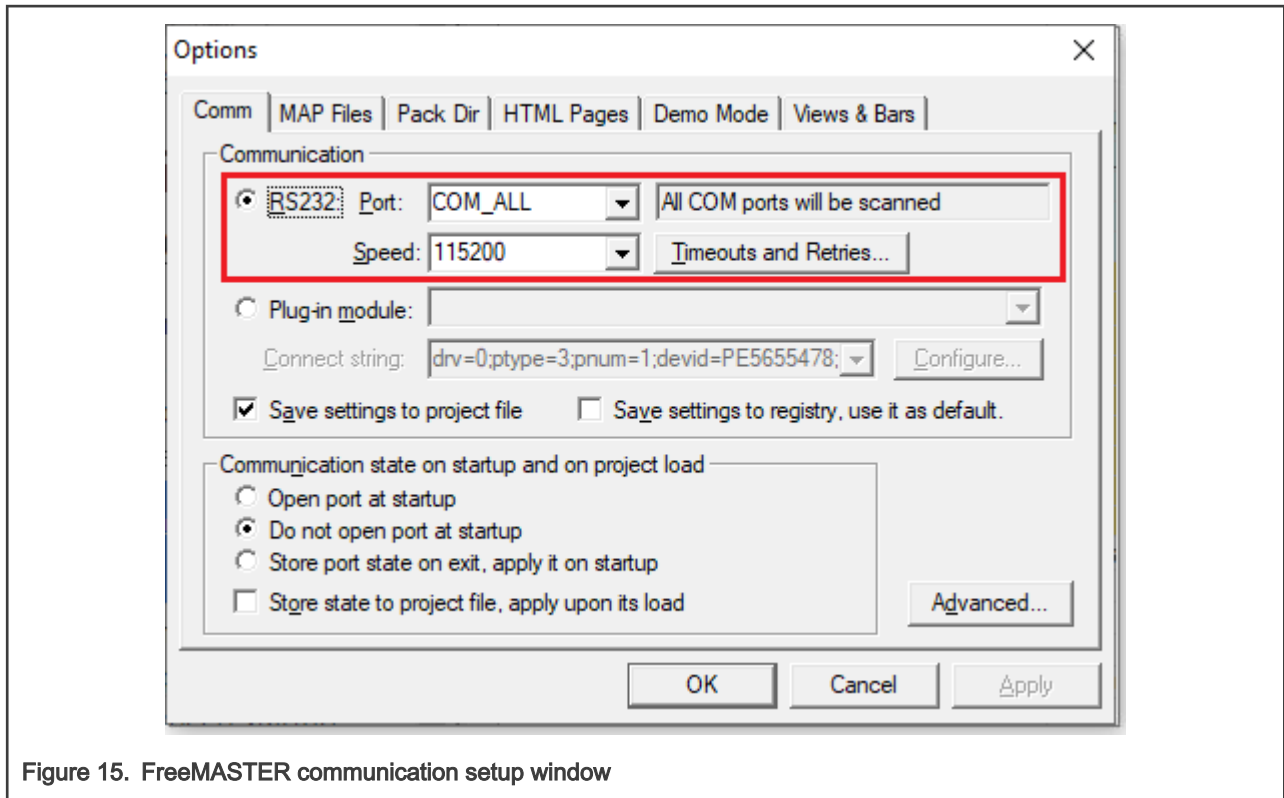 Options
Comm MAP Files Pack Dir HTML Pages Demo Mode Views & Bars
Communication
RS232: Port: COM_ALL All COM ports will be scanned
Speed: 115200 Timeouts and Retries...
Plug-in module:
Connect string: drv=0;ptype=3;pnum=1;devid=PE5655478; Configure...
Save settings to project file Save settings to registry, use it as default.
Communication state on startup and on project load
Open port at startup
Do not open port at startup
Store port state on exit, apply it on startup
Store state to project file, apply upon its load Advanced...
OK Cancel Apply
Figure 15. FreeMASTER communication setup window